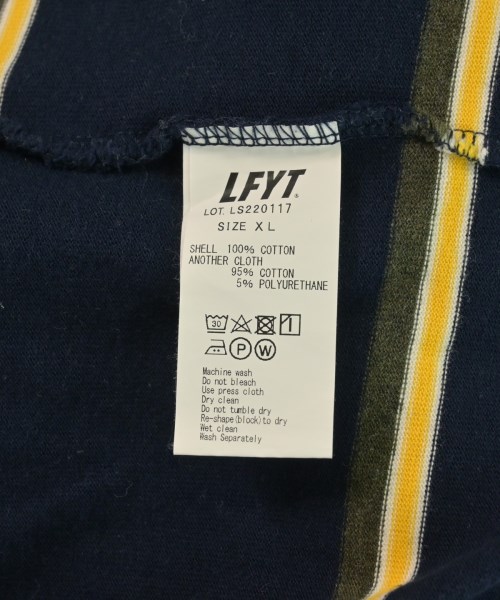 LFYT
LOT. LS220117
SIZE XL
SHELL 100% COTTON
ANOTHER CLOTH
95% COTTON
5% POLYURETHANE
30
P W
Machine wash
Do not bleach
Use press cloth
Dry clean
Do not tumble dry
Re-shape(block)to dry
Wet clean
Wash Separately